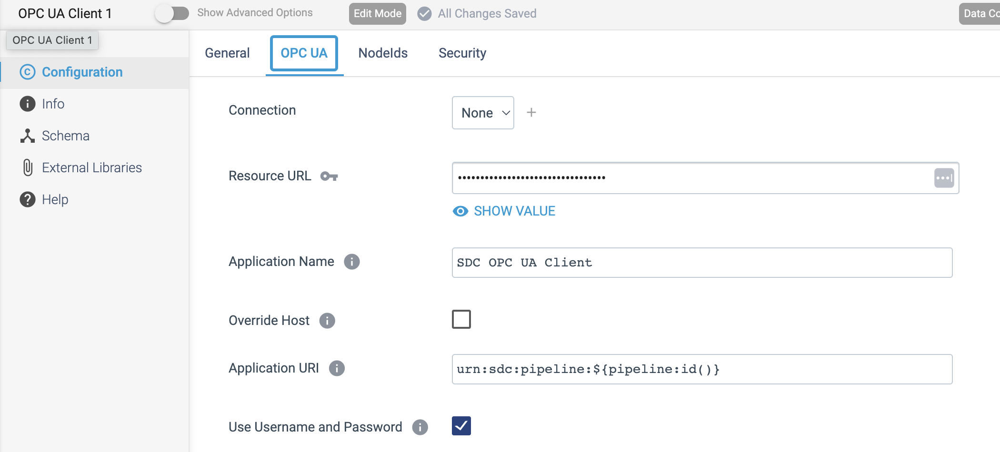 OPC UA Client 1
Show Advanced Options
Edit Mode
All Changes Saved
Data Co
OPC UA Client 1
Configuration
Info
Schema
External Libraries
Help
General
OPC UA
NodeIds
Security
Connection
None
Resource URL
•••••••••••••••••••••••••••••••••
SHOW VALUE
Application Name
SDC OPC UA Client
Override Host
Application URI
urn:sdc:pipeline:${pipeline:id()}
Use Username and Password